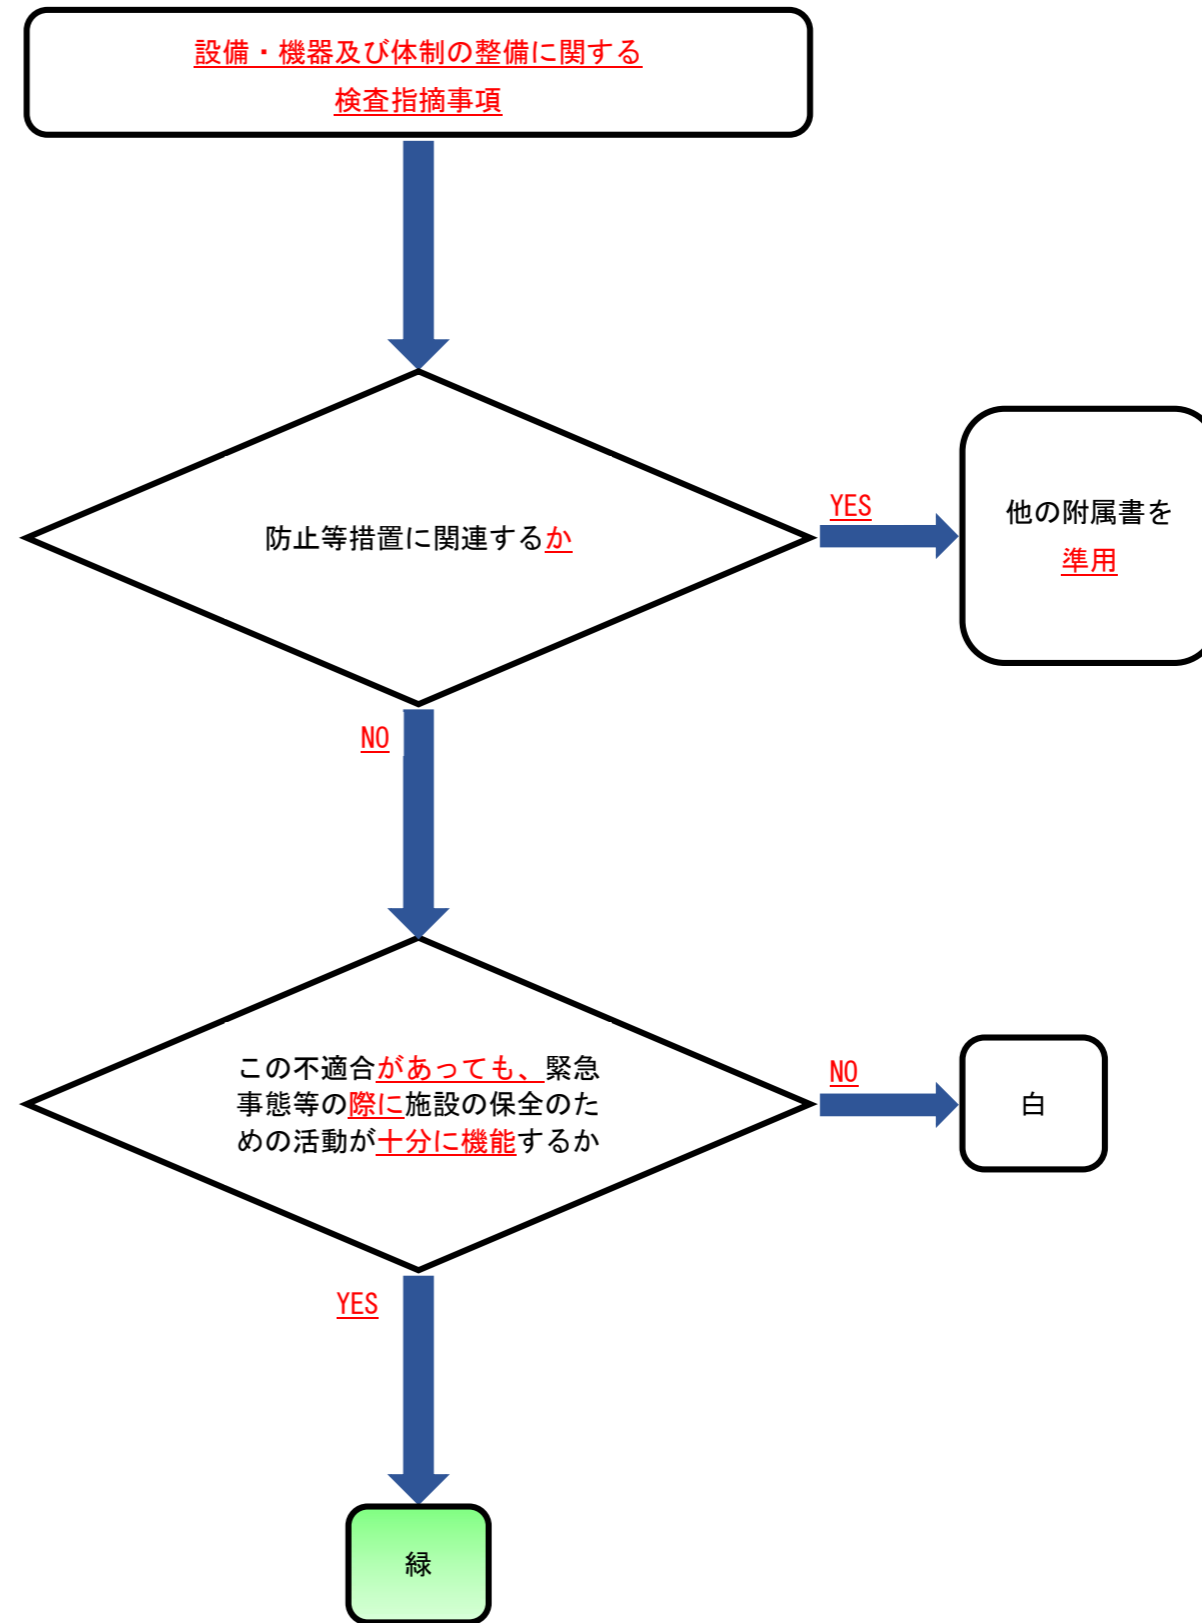 設備・機器及び体制の整備に関する
検査指摘事項
防止等措置に関連するか
YES
他の附属書を
準用
NO
この不適合があっても、緊急
事態等の際に施設の保全のた
めの活動が十分に機能するか
NO
白
YES
緑